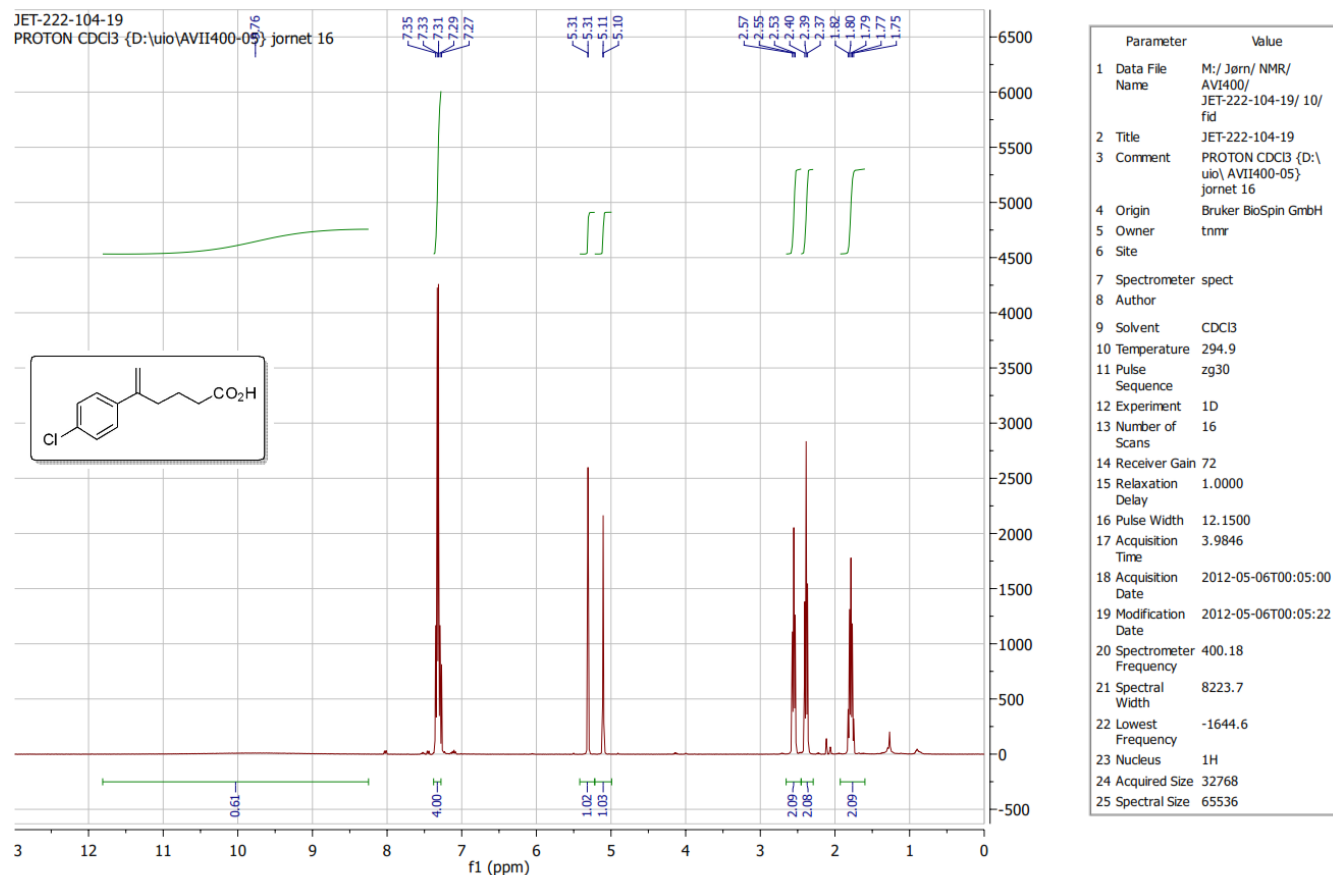 JET-222-104-19
PROTON CDCl3 {D:\uio\AVII400-05} jornet 16
9.76
7.35
7.33
7.31
7.29
7.27
5.31
5.31
5.11
5.10
2.57
2.55
2.53
2.40
2.39
2.37
1.82
1.80
1.79
1.77
1.75
6500
6000
5500
5000
4500
4000
3500
3000
2500
2000
1500
1000
500
0
-500
Cl
CO2H
0.61
4.00
1.02
1.03
2.09
2.08
2.09
3 12 11 10 9 8 7 6 5 4 3 2 1 0
f1 (ppm)
Parameter Value
1 Data File Name M:/ Jørn/ NMR/
AVI400/
JET-222-104-19/ 10/
fid
2 Title JET-222-104-19
3 Comment PROTON CDCl3 {D:\
uio\ AVII400-05}
jornet 16
4 Origin Bruker BioSpin GmbH
5 Owner tnmr
6 Site
7 Spectrometer spect
8 Author
9 Solvent CDCl3
10 Temperature 294.9
11 Pulse Sequence zg30
12 Experiment 1D
13 Number of Scans 16
14 Receiver Gain 72
15 Relaxation Delay 1.0000
16 Pulse Width 12.1500
17 Acquisition Time 3.9846
18 Acquisition Date 2012-05-06T00:05:00
19 Modification Date 2012-05-06T00:05:22
20 Spectrometer Frequency 400.18
21 Spectral Width 8223.7
22 Lowest Frequency -1644.6
23 Nucleus 1H
24 Acquired Size 32768
25 Spectral Size 65536